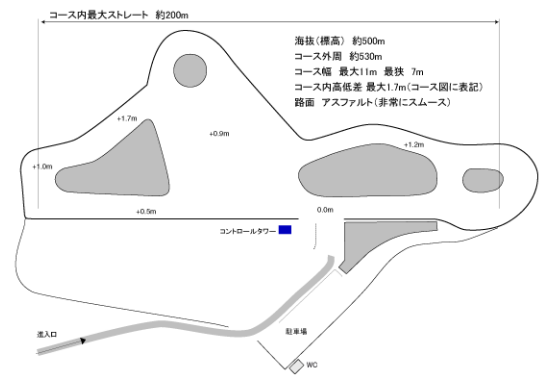 コース内最大ストレート 約200m
海抜(標高) 約500m
コース外周 約530m
コース幅 最大11m 最狭 7m
コース内高低差 最大1.7m(コース図に表記)
路面 アスファルト(非常にスムース)
+1.7m
+0.9m
+1.2m
+1.0m
+0.5m
0.0m
コントロールタワー
進入口
駐車場
WC